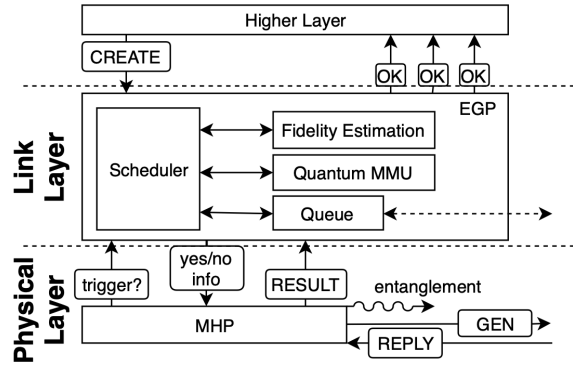 Higher Layer
CREATE
OK
OK
OK
EGP
Link
Layer
Scheduler
Fidelity Estimation
Quantum MMU
Queue
Physical
Layer
trigger?
yes/no
info
RESULT
entanglement
MHP
GEN
REPLY